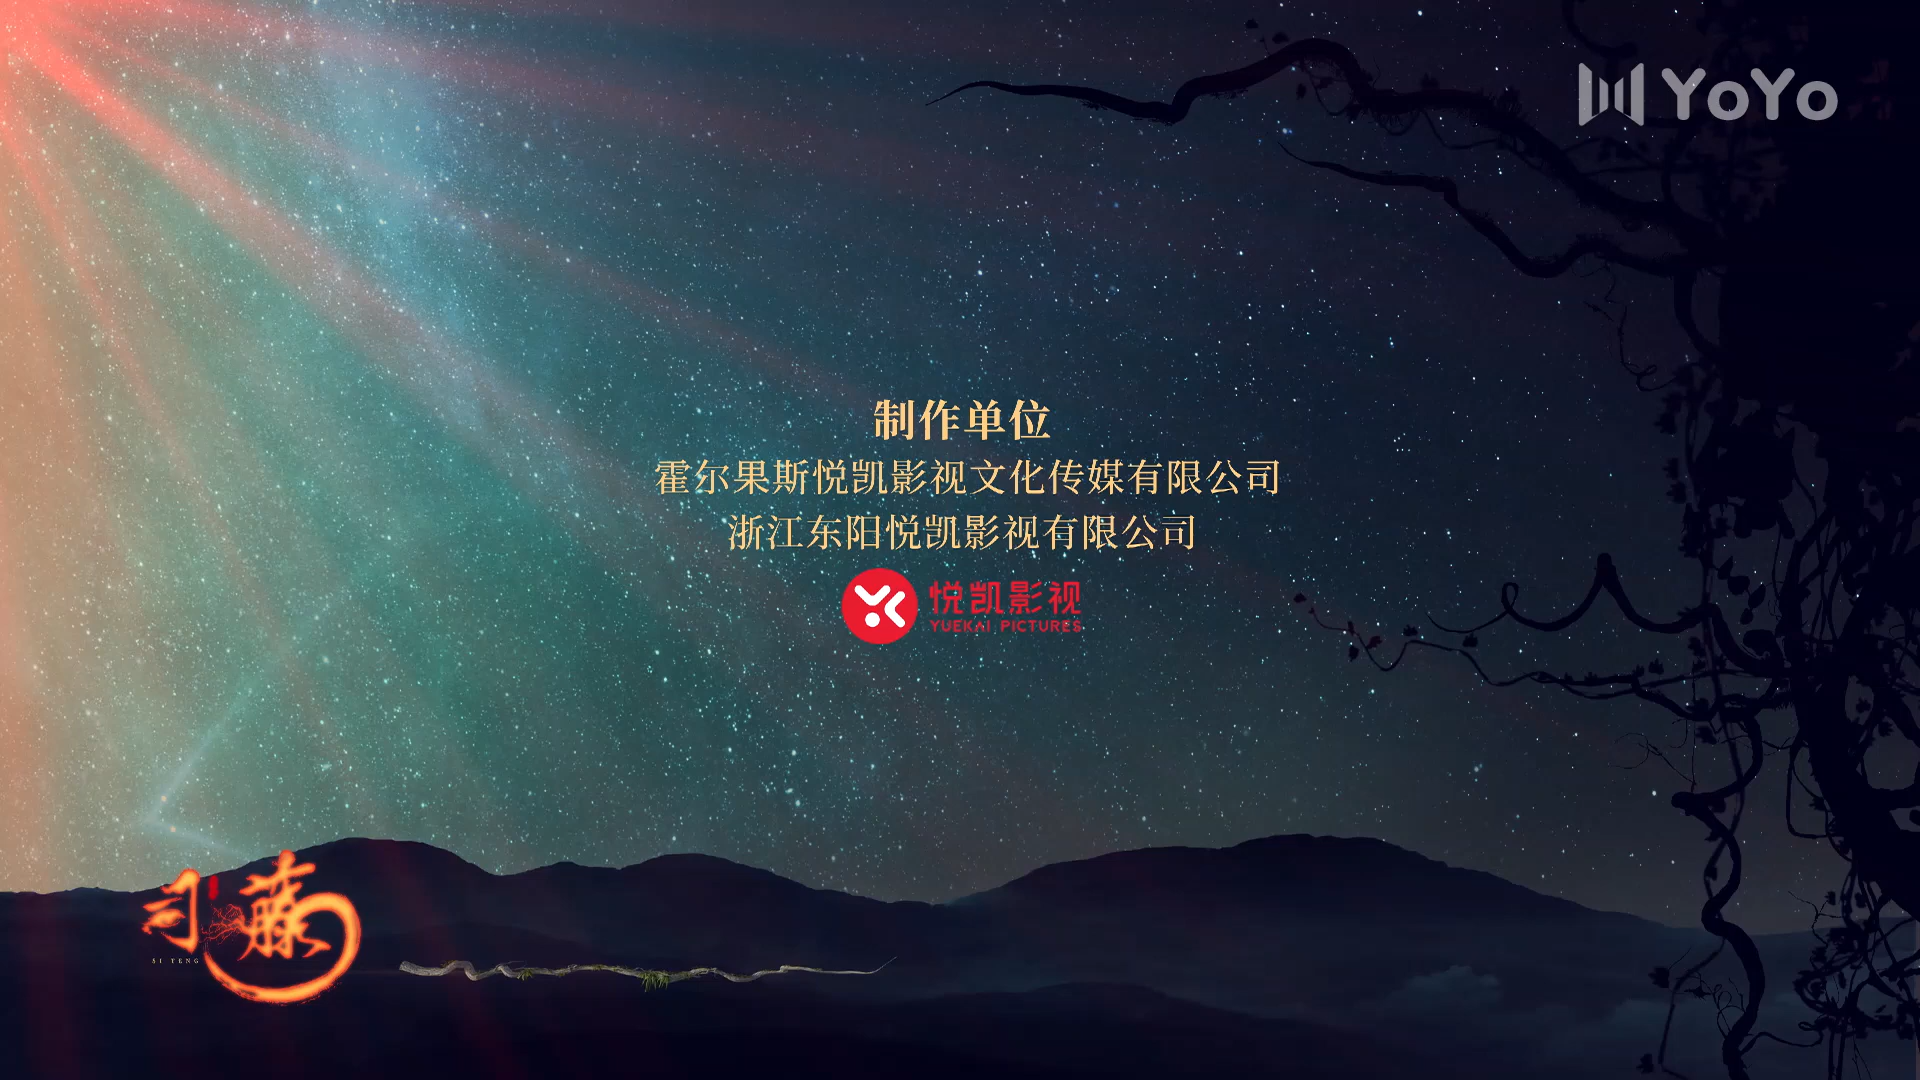 YoYo
制作单位
霍尔果斯悦凯影视文化传媒有限公司
浙江东阳悦凯影视有限公司
悦凯影视
YUEKAI PICTURES
司藤
SI TENG